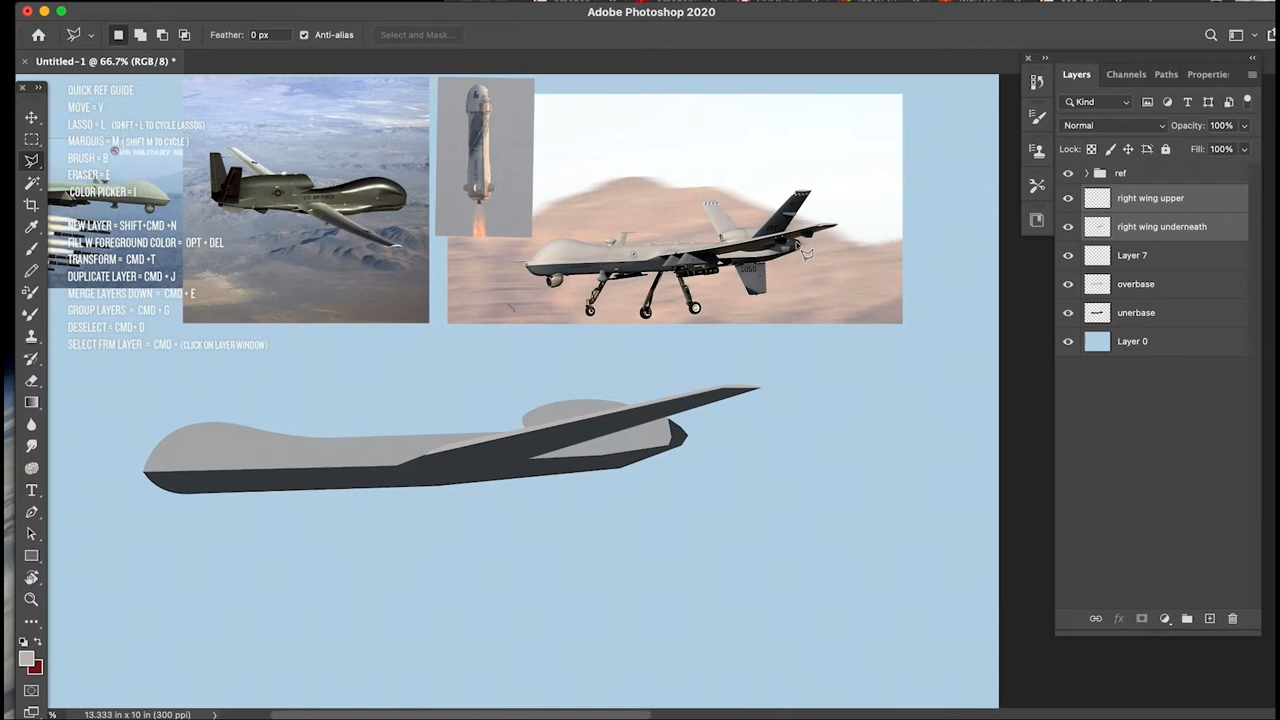 Adobe Photoshop 2020
Feather: 0 px
Anti-alias
Select and Mask...
Untitled-1 @ 66.7% (RGB/8) *
QUICK REF GUIDE
MOVE = V
LASSO = L (SHIFT + L TO CYCLE LASSOS)
MARQUIS = M ( SHIFT M TO CYCLE )
BRUSH = B
ERASER = E
COLOR PICKER = I
NEW LAYER = SHIFT+CMD +N
FILL W FOREGROUND COLOR = OPT + DEL
TRANSFORM = CMD +T
DUPLICATE LAYER = CMD + J
MERGE LAYERS DOWN = CMD + E
GROUP LAYERS = CMD + G
DESELECT = CMD+ D
SELECT FRM LAYER = CMD + (CLICK ON LAYER WINDOW)
U.S. AIR FORCE
Layers
Channels
Paths
Propertie
Kind
Normal
Opacity: 100%
Lock:
Fill: 100%
ref
right wing upper
right wing underneath
Layer 7
overbase
unerbase
Layer 0
fx
%
13.333 in x 10 in (300 ppi)